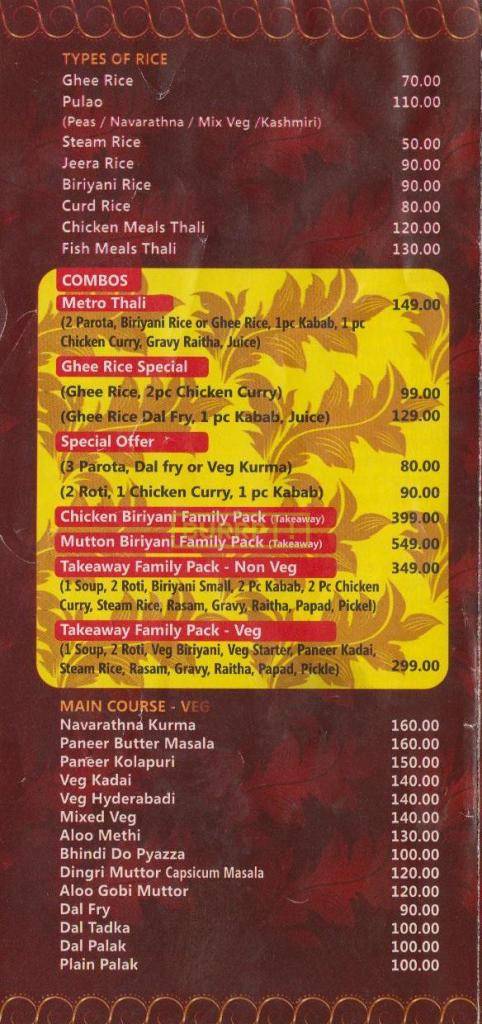 TYPES OF RICE
Ghee Rice 70.00
Pulao 110.00
(Peas / Navarathna / Mix Veg /Kashmiri)
Steam Rice 50.00
Jeera Rice 90.00
Biriyani Rice 90.00
Curd Rice 80.00
Chicken Meals Thali 120.00
Fish Meals Thali 130.00
COMBOS
Metro Thali 149.00
(2 Parota, Biriyani Rice or Ghee Rice, 1pc Kabab, 1 pc
Chicken Curry, Gravy Raitha, Juice)
Ghee Rice Special
(Ghee Rice, 2pc Chicken Curry) 99.00
(Ghee Rice Dal Fry, 1 pc Kabab, Juice) 129.00
Special Offer
(3 Parota, Dal fry or Veg Kurma) 80.00
(2 Roti, 1 Chicken Curry, 1 pc Kabab) 90.00
Chicken Biriyani Family Pack (Takeaway) 399.00
Mutton Biriyani Family Pack (Takeaway) 549.00
Takeaway Family Pack - Non Veg 349.00
(1 Soup, 2 Roti, Biriyani Small, 2 Pc Kabab, 2 Pc Chicken
Curry, Steam Rice, Rasam, Gravy, Raitha, Papad, Pickel)
Takeaway Family Pack - Veg
(1 Soup, 2 Roti, Veg Biriyani, Veg Starter, Paneer Kadai,
Steam Rice, Rasam, Gravy, Raitha, Papad, Pickle) 299.00
MAIN COURSE - VEG
Navarathna Kurma 160.00
Paneer Butter Masala 160.00
Paneer Kolapuri 150.00
Veg Kadai 140.00
Veg Hyderabadi 140.00
Mixed Veg 140.00
Aloo Methi 130.00
Bhindi Do Pyazza 100.00
Dingri Muttor Capsicum Masala 120.00
Aloo Gobi Muttor 120.00
Dal Fry 90.00
Dal Tadka 100.00
Dal Palak 100.00
Plain Palak 100.00